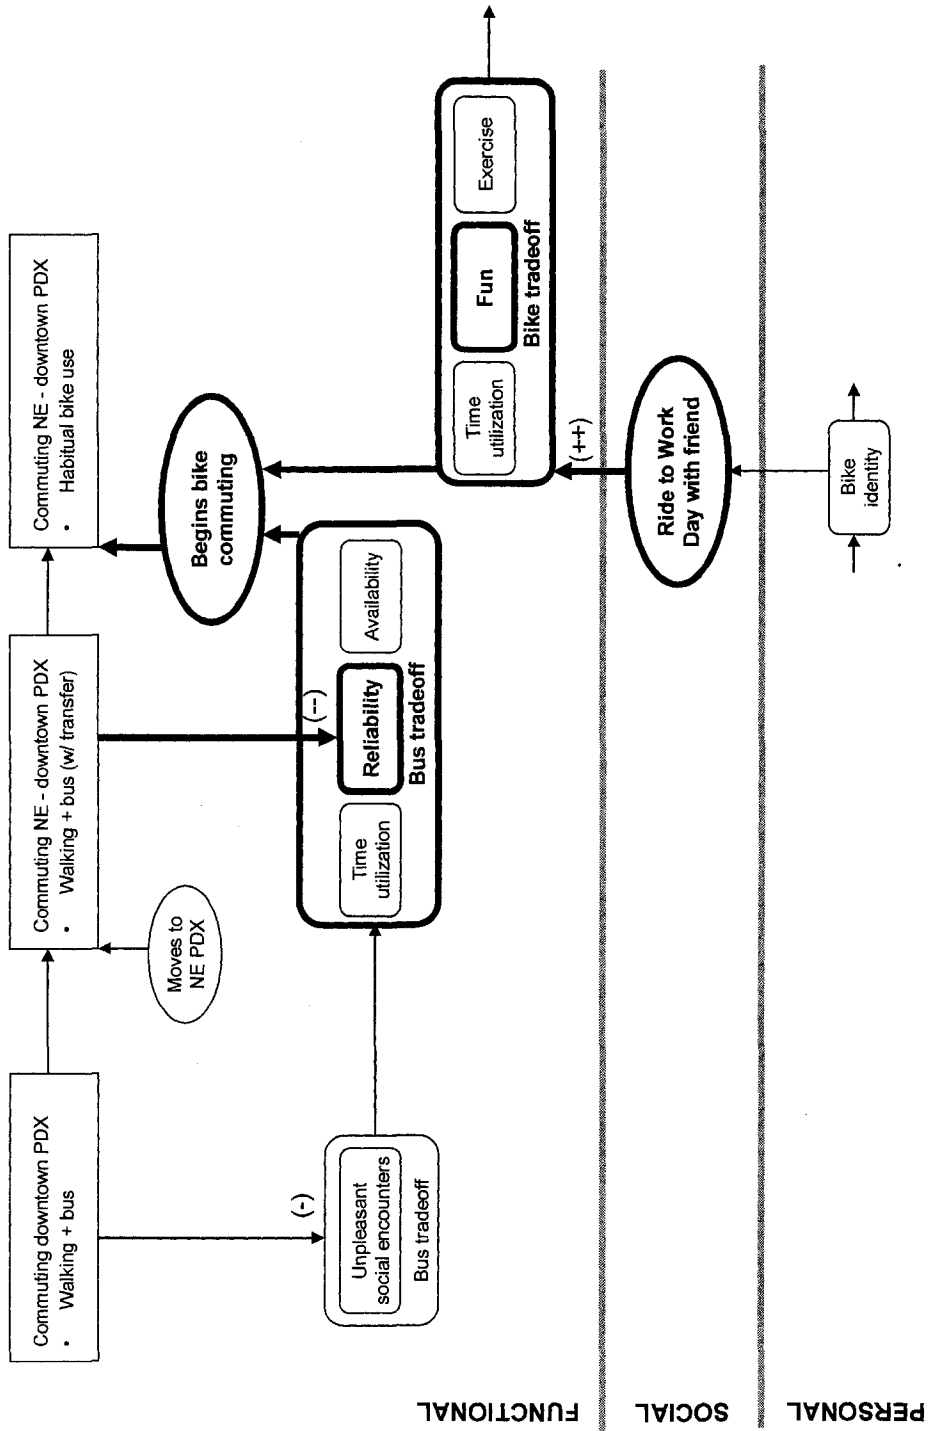 Commuting downtown PDX
• Walking + bus
Commuting NE - downtown PDX
• Walking + bus (w/ transfer)
Commuting NE - downtown PDX
• Habitual bike use
Moves to
NE PDX
Begins bike
commuting
(-)
Unpleasant
social encounters
Bus tradeoff
(--)
Time
utilization
Reliability
Availability
Bus tradeoff
Time
utilization
Fun
Exercise
Bike tradeoff
(++)
FUNCTIONAL
Ride to Work
Day with friend
SOCIAL
Bike
identity
PERSONAL